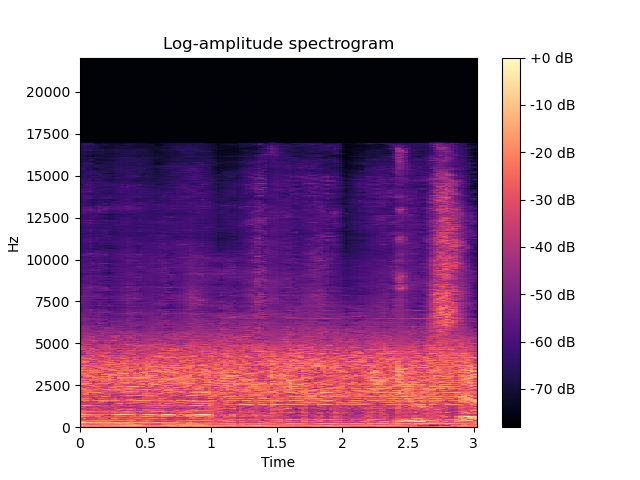 Log-amplitude spectrogram
Hz
20000
17500
15000
12500
10000
7500
5000
2500
0
0
0.5
1
1.5
2
2.5
3
Time
+0 dB
-10 dB
-20 dB
-30 dB
-40 dB
-50 dB
-60 dB
-70 dB